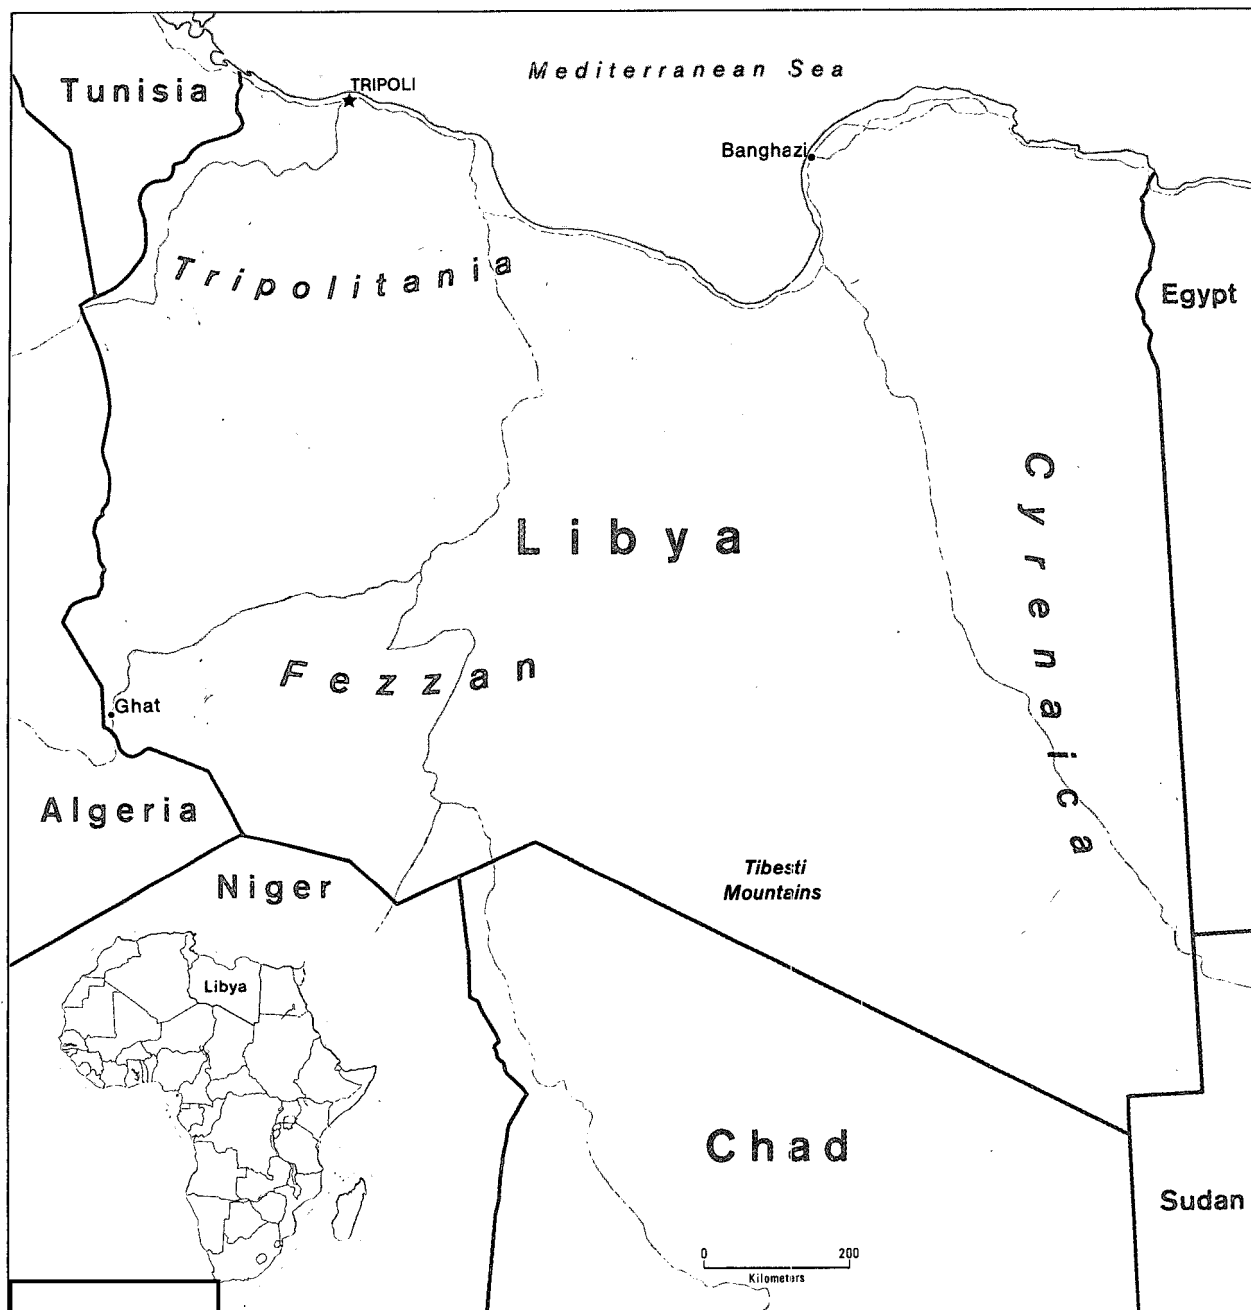 Mediterranean Sea
Tunisia
TRIPOLI
Banghazi
Tripolitania
Egypt
Cyrenaica
Libya
Fezzan
Ghat
Algeria
Niger
Tibesti
Mountains
Libya
Chad
Sudan
0 200
Kilometers